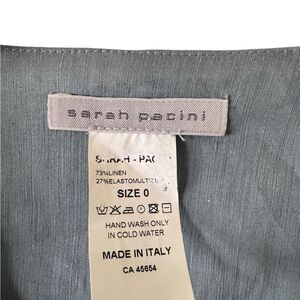 sarah pacini
73%LINEN
SIZE 0
HAND WASH ONLY
IN COLD WATER
MADE IN ITALY
CA 45654